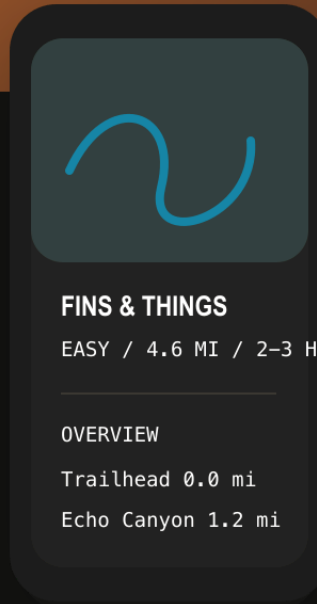 FINS & THINGS
EASY / 4.6 MI / 2–3 H
OVERVIEW
Trailhead 0.0 mi
Echo Canyon 1.2 mi